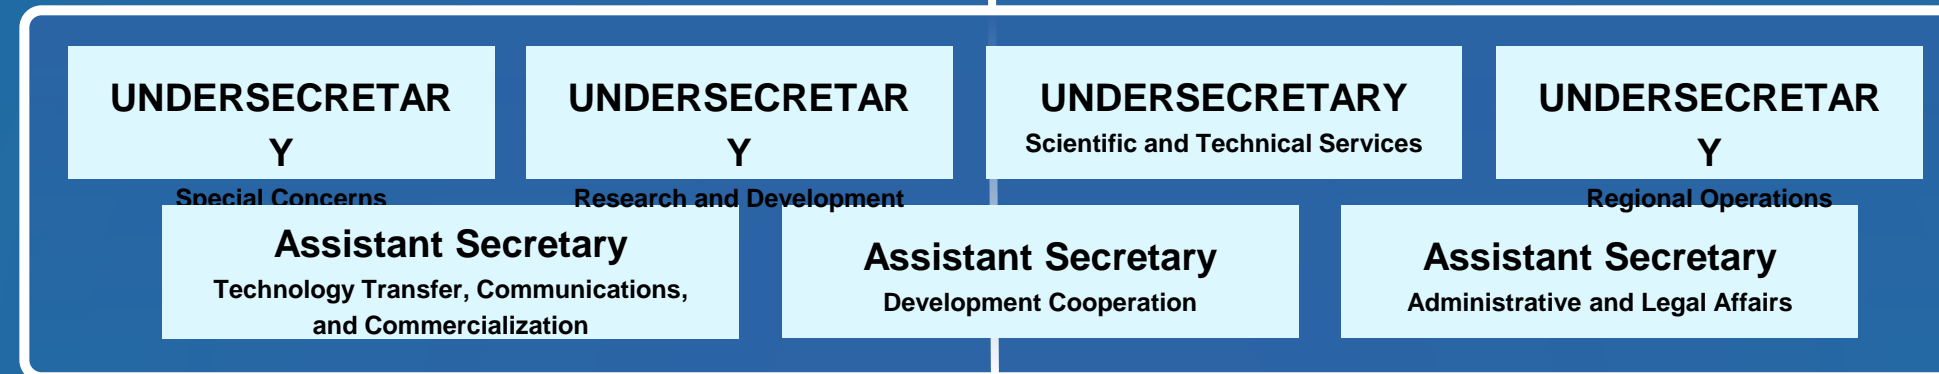 UNDERSECRETAR
Y
Special Concerns
UNDERSECRETAR
Y
Research and Development
UNDERSECRETARY
Scientific and Technical Services
UNDERSECRETAR
Y
Regional Operations
Assistant Secretary
Technology Transfer, Communications,
and Commercialization
Assistant Secretary
Development Cooperation
Assistant Secretary
Administrative and Legal Affairs